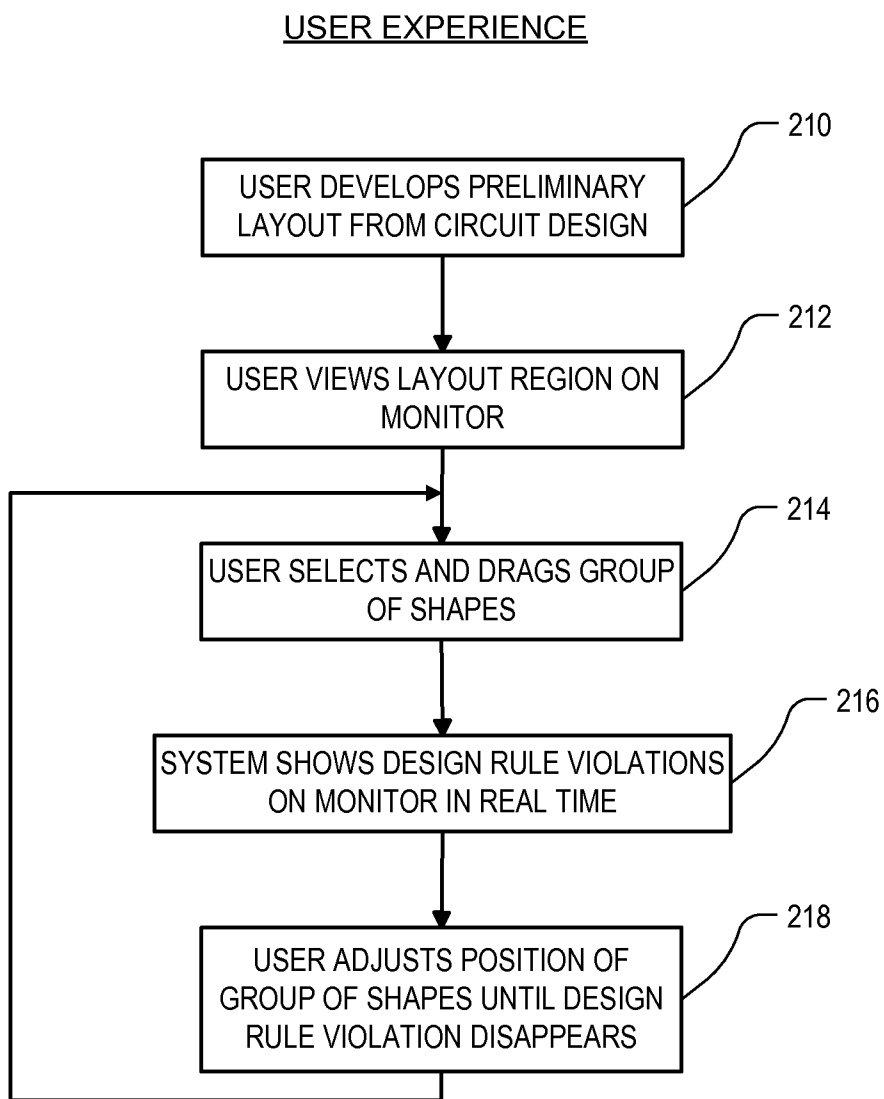 USER EXPERIENCE
210
USER DEVELOPS PRELIMINARY
LAYOUT FROM CIRCUIT DESIGN
212
USER VIEWS LAYOUT REGION ON
MONITOR
214
USER SELECTS AND DRAGS GROUP
OF SHAPES
216
SYSTEM SHOWS DESIGN RULE VIOLATIONS
ON MONITOR IN REAL TIME
218
USER ADJUSTS POSITION OF
GROUP OF SHAPES UNTIL DESIGN
RULE VIOLATION DISAPPEARS